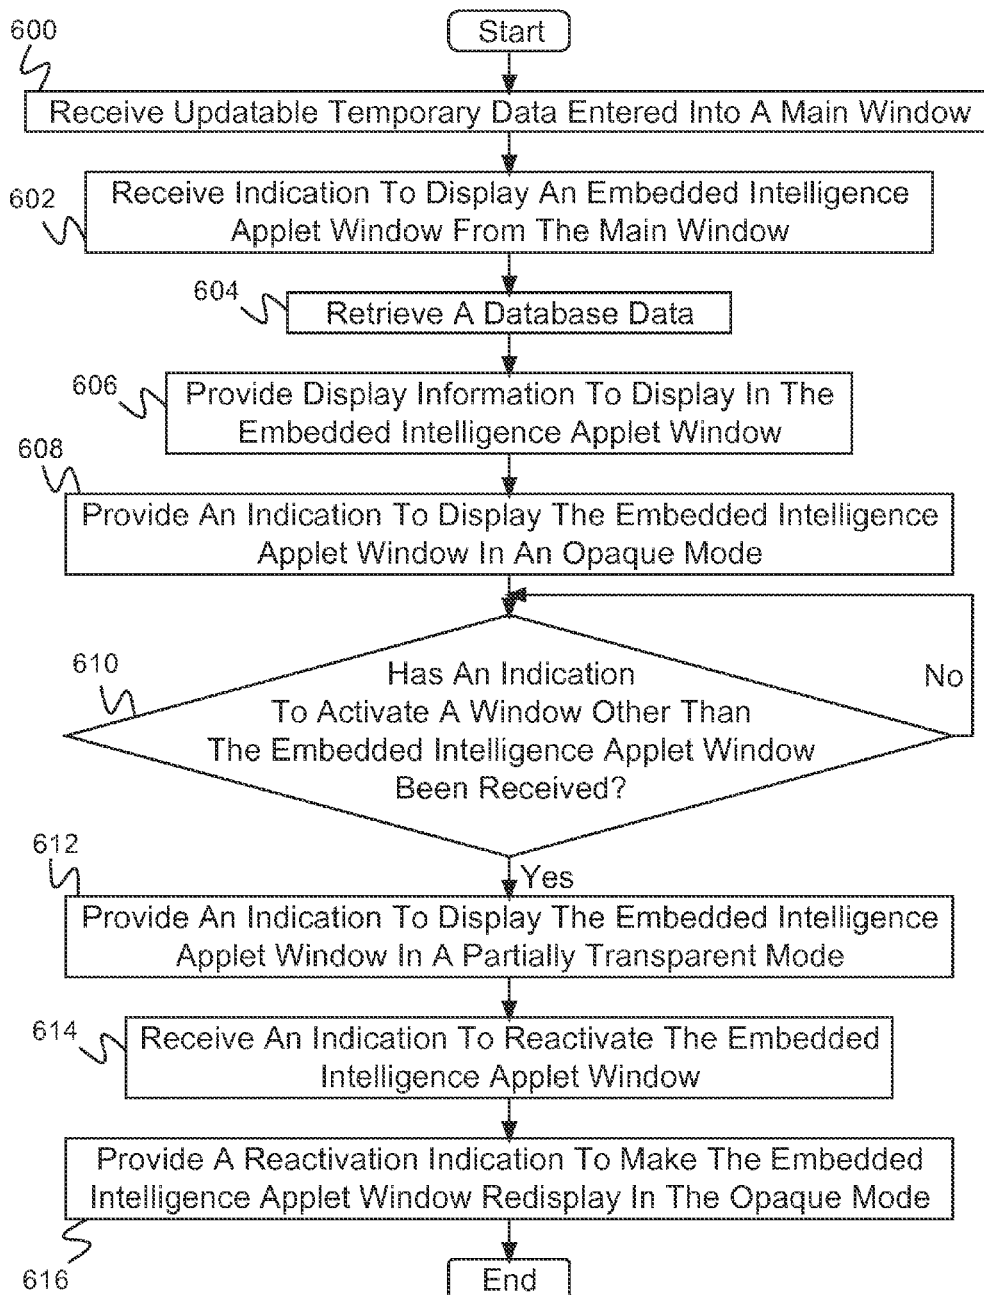 Start
600
Receive Updatable Temporary Data Entered Into A Main Window
602
Receive Indication To Display An Embedded Intelligence
Applet Window From The Main Window
604
Retrieve A Database Data
606
Provide Display Information To Display In The
Embedded Intelligence Applet Window
608
Provide An Indication To Display The Embedded Intelligence
Applet Window In An Opaque Mode
610
Has An Indication
To Activate A Window Other Than
The Embedded Intelligence Applet Window
Been Received?
No
Yes
612
Provide An Indication To Display The Embedded Intelligence
Applet Window In A Partially Transparent Mode
614
Receive An Indication To Reactivate The Embedded
Intelligence Applet Window
Provide A Reactivation Indication To Make The Embedded
Intelligence Applet Window Redisplay In The Opaque Mode
616
End